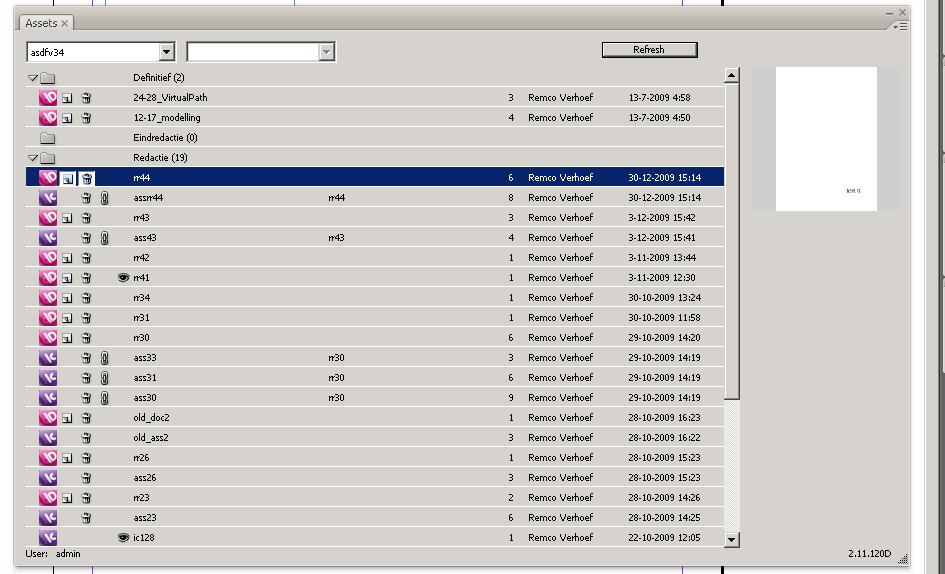 Assets
asdfv34
Refresh
Definitief (2)
24-28_VirtualPath 3 Remco Verhoef 13-7-2009 4:58
12-17_modelling 4 Remco Verhoef 13-7-2009 4:50
Eindredactie (0)
Redactie (19)
rr44 6 Remco Verhoef 30-12-2009 15:14
assrr44 rr44 8 Remco Verhoef 30-12-2009 15:14
rr43 3 Remco Verhoef 3-12-2009 15:42
ass43 rr43 4 Remco Verhoef 3-12-2009 15:41
rr42 1 Remco Verhoef 3-11-2009 13:44
rr41 1 Remco Verhoef 3-11-2009 12:30
rr34 1 Remco Verhoef 30-10-2009 13:24
rr31 1 Remco Verhoef 30-10-2009 11:58
rr30 6 Remco Verhoef 29-10-2009 14:20
ass33 rr30 3 Remco Verhoef 29-10-2009 14:19
ass31 rr30 6 Remco Verhoef 29-10-2009 14:19
ass30 rr30 9 Remco Verhoef 29-10-2009 14:19
old_doc2 1 Remco Verhoef 28-10-2009 16:23
old_ass2 3 Remco Verhoef 28-10-2009 16:22
rr26 1 Remco Verhoef 28-10-2009 15:23
ass26 3 Remco Verhoef 28-10-2009 15:23
rr23 2 Remco Verhoef 28-10-2009 14:26
ass23 6 Remco Verhoef 28-10-2009 14:25
ic128 1 Remco Verhoef 22-10-2009 12:05
User: admin
2.11.120D